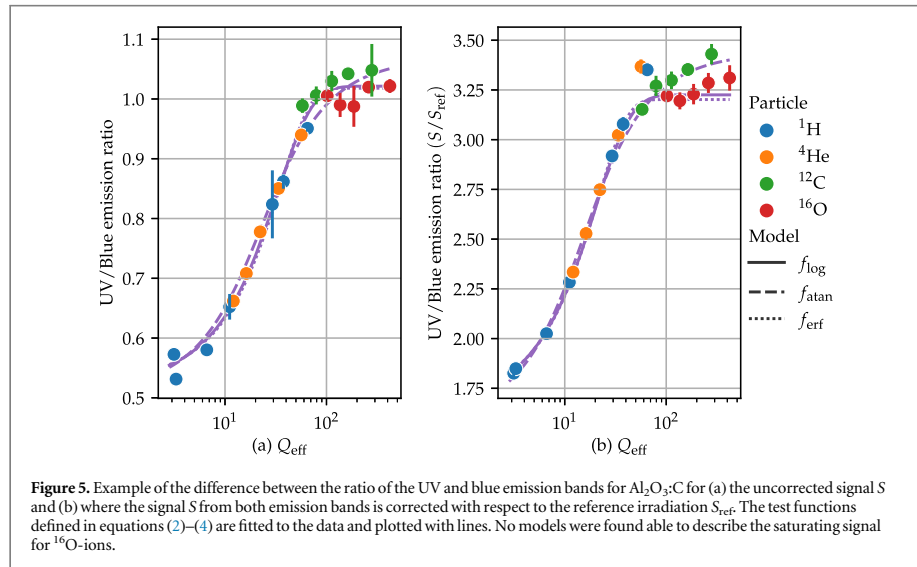 UV/Blue emission ratio
1.1
1.0
0.9
0.8
0.7
0.6
0.5
10¹
10²
(a) Q_eff
UV/Blue emission ratio (S/S_ref)
3.50
3.25
3.00
2.75
2.50
2.25
2.00
1.75
10¹
10²
(b) Q_eff
Particle
¹H
⁴He
¹²C
¹⁶O
Model
f_log
f_atan
f_erf
Figure 5. Example of the difference between the ratio of the UV and blue emission bands for Al₂O₃:C for (a) the uncorrected signal S
and (b) where the signal S from both emission bands is corrected with respect to the reference irradiation S_ref. The test functions
defined in equations (2)–(4) are fitted to the data and plotted with lines. No models were found able to describe the saturating signal
for ¹⁶O-ions.